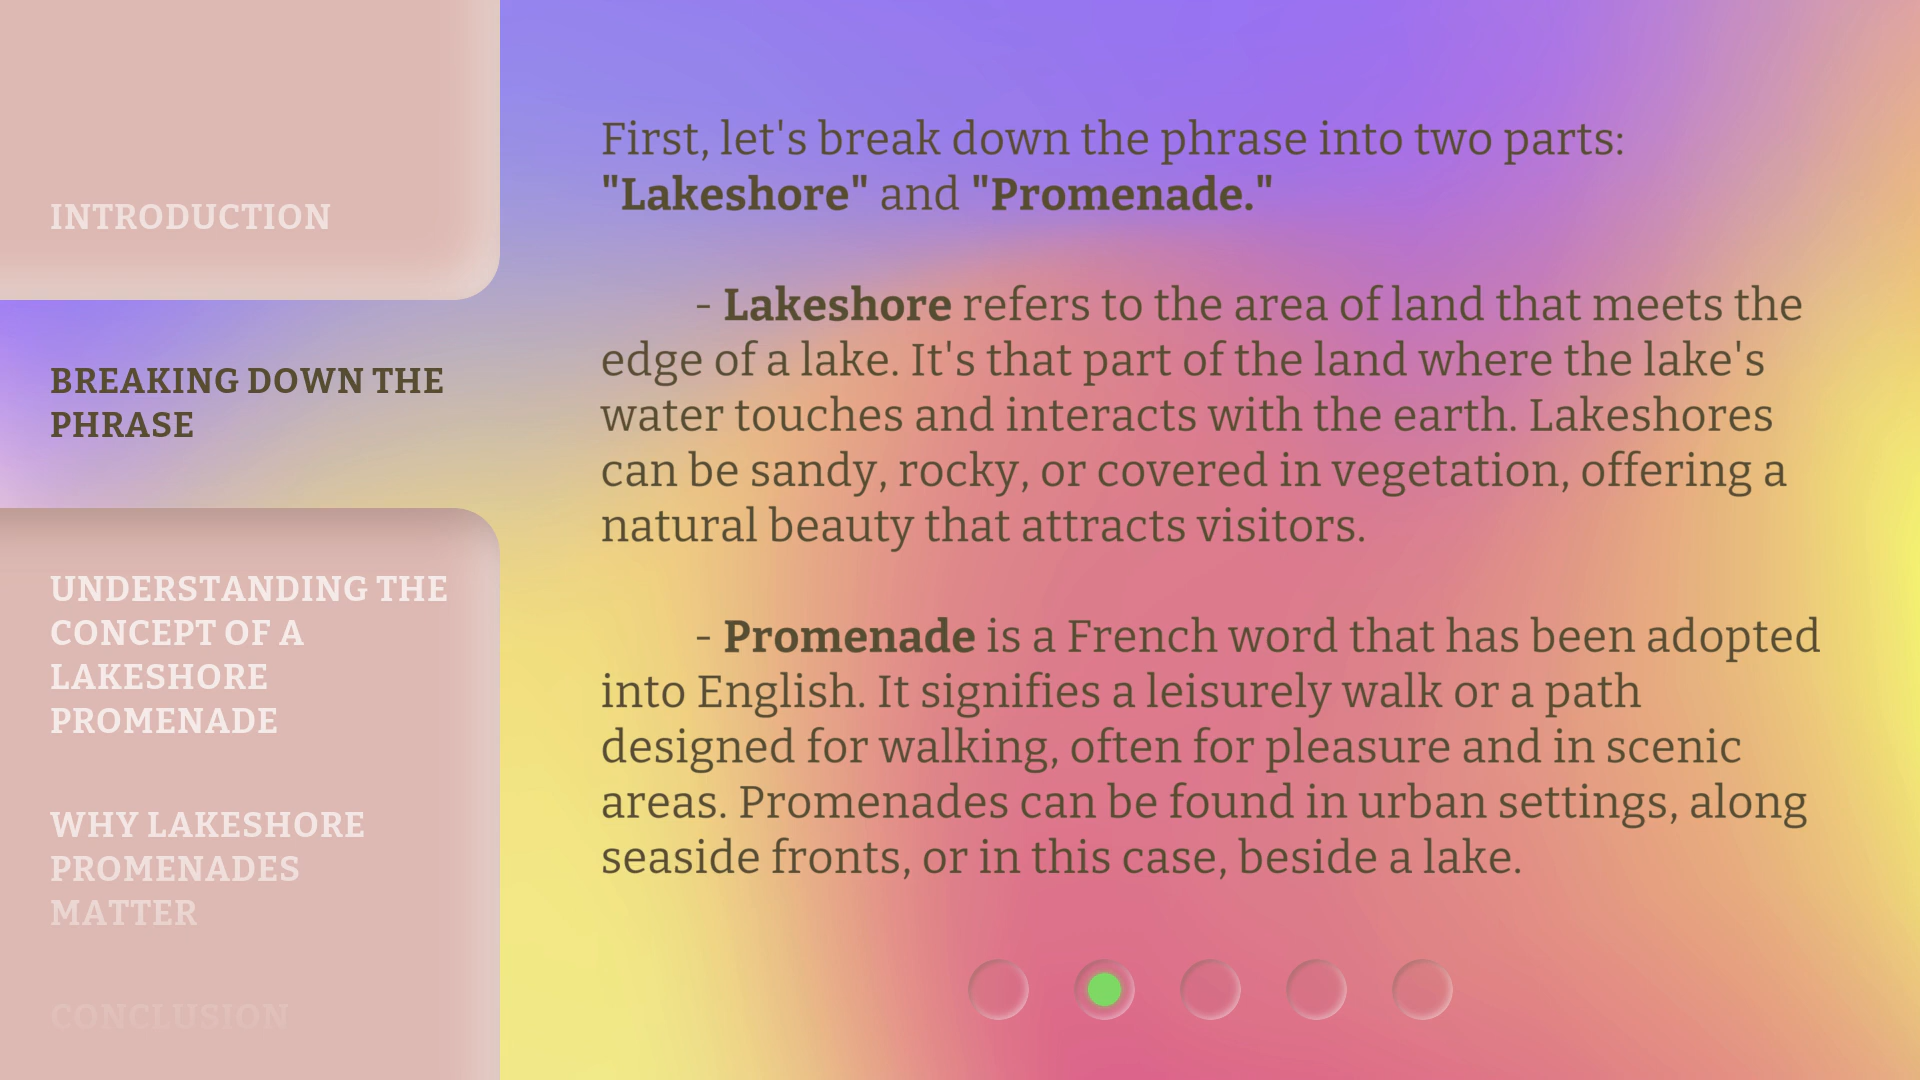 INTRODUCTION
BREAKING DOWN THE
PHRASE
UNDERSTANDING THE
CONCEPT OF A
LAKESHORE
PROMENADE
WHY LAKESHORE
PROMENADES
MATTER
CONCLUSION
First, let's break down the phrase into two parts:
"Lakeshore" and "Promenade."
- Lakeshore refers to the area of land that meets the
edge of a lake. It's that part of the land where the lake's
water touches and interacts with the earth. Lakeshores
can be sandy, rocky, or covered in vegetation, offering a
natural beauty that attracts visitors.
- Promenade is a French word that has been adopted
into English. It signifies a leisurely walk or a path
designed for walking, often for pleasure and in scenic
areas. Promenades can be found in urban settings, along
seaside fronts, or in this case, beside a lake.